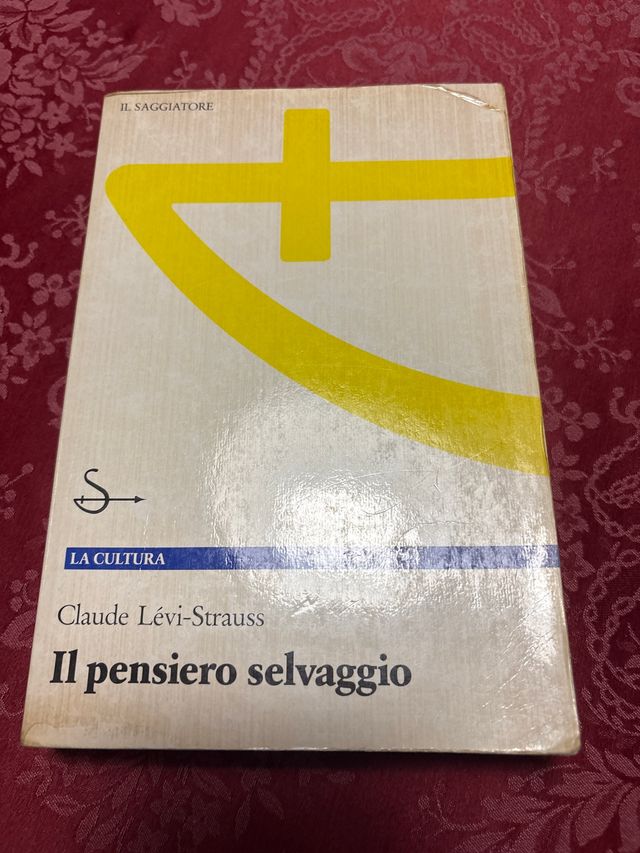 IL SAGGIATORE
LA CULTURA
Claude Lévi-Strauss
Il pensiero selvaggio